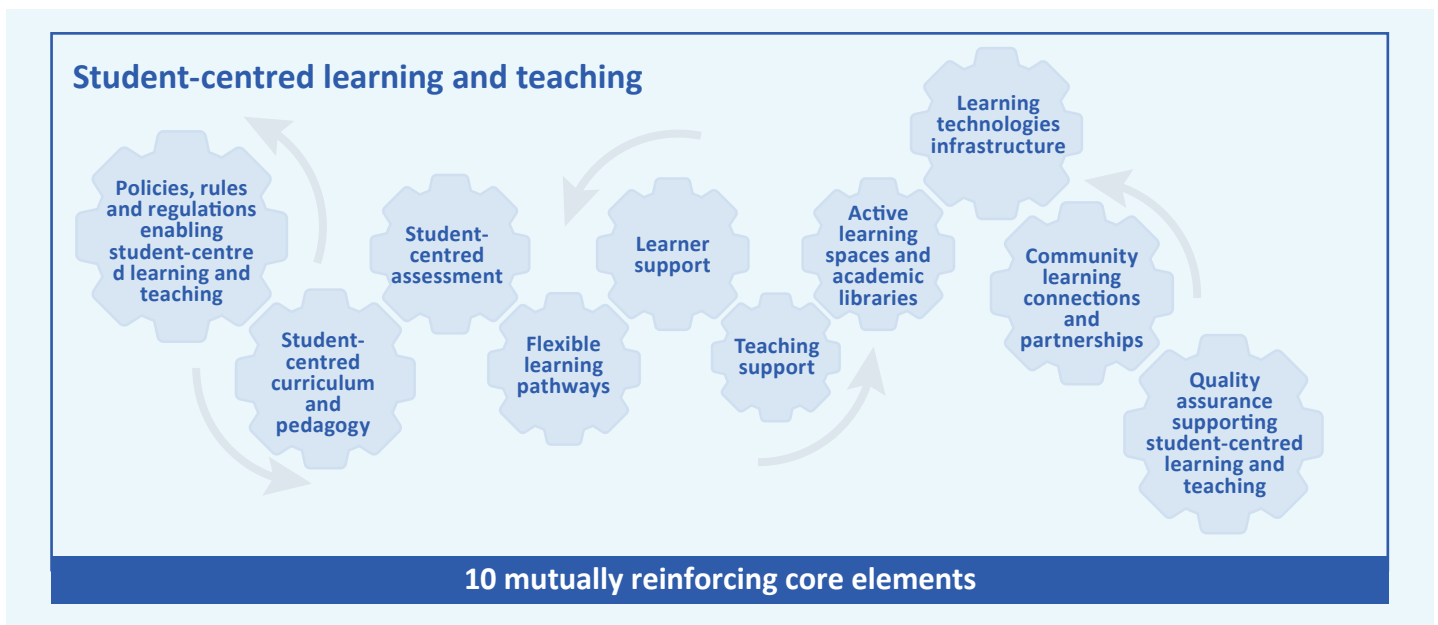 Student-centred learning and teaching
Policies, rules
and regulations
enabling
student-centre
d learning and
teaching
Student-
centred
curriculum
and
pedagogy
Student-
centred
assessment
Flexible
learning
pathways
Learner
support
Teaching
support
Active
learning
spaces and
academic
libraries
Learning
technologies
infrastructure
Community
learning
connections
and
partnerships
Quality
assurance
supporting
student-centred
learning and
teaching
10 mutually reinforcing core elements